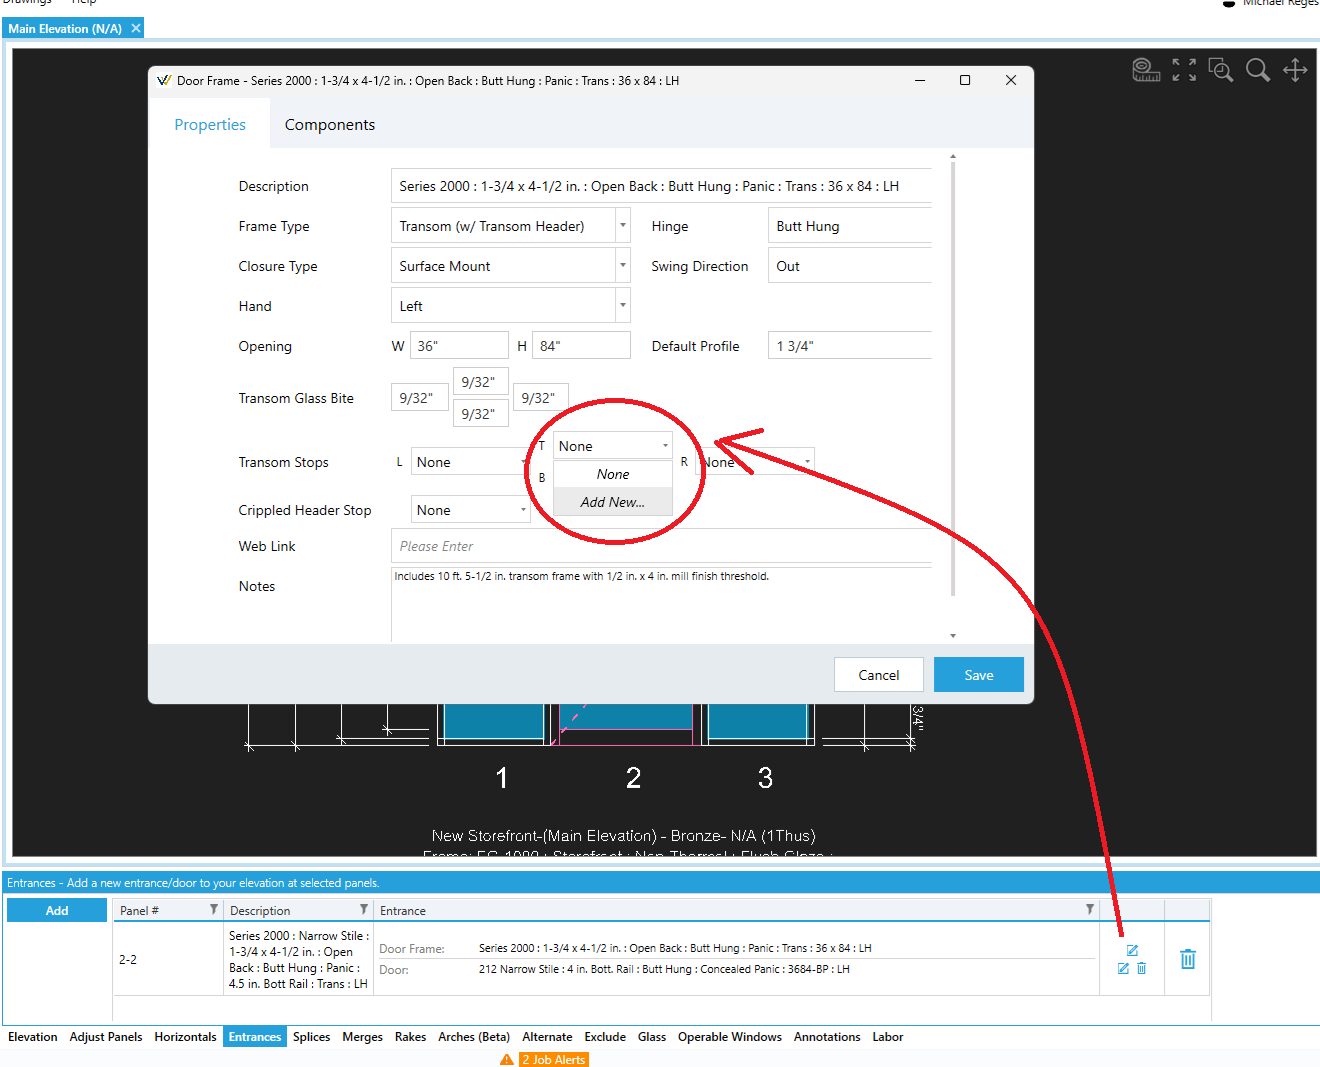 Drawings Help
Michael Reges
Main Elevation (N/A)
Door Frame - Series 2000 : 1-3/4 x 4-1/2 in. : Open Back : Butt Hung : Panic : Trans : 36 x 84 : LH
Properties Components
Description Series 2000 : 1-3/4 x 4-1/2 in. : Open Back : Butt Hung : Panic : Trans : 36 x 84 : LH
Frame Type Transom (w/ Transom Header) Hinge Butt Hung
Closure Type Surface Mount Swing Direction Out
Hand Left
Opening W 36" H 84" Default Profile 1 3/4"
9/32"
Transom Glass Bite 9/32" 9/32"
9/32"
T None
Transom Stops L None R None
None
B
Add New...
Crippled Header Stop None
Web Link Please Enter
Notes Includes 10 ft. 5-1/2 in. transom frame with 1/2 in. x 4 in. mill finish threshold.
Cancel Save
3/4"
1 2 3
New Storefront-(Main Elevation) - Bronze- N/A (1Thus)
Entrances - Add a new entrance/door to your elevation at selected panels.
Add Panel # Description Entrance
2-2
Series 2000 : Narrow Stile :
1-3/4 x 4-1/2 in. : Open
Back : Butt Hung : Panic :
4.5 in. Bott Rail : Trans : LH
Door Frame: Series 2000 : 1-3/4 x 4-1/2 in. : Open Back : Butt Hung : Panic : Trans : 36 x 84 : LH
Door: 212 Narrow Stile : 4 in. Bott. Rail : Butt Hung : Concealed Panic : 3684-BP : LH
Elevation Adjust Panels Horizontals Entrances Splices Merges Rakes Arches (Beta) Alternate Exclude Glass Operable Windows Annotations Labor
2 Job Alerts